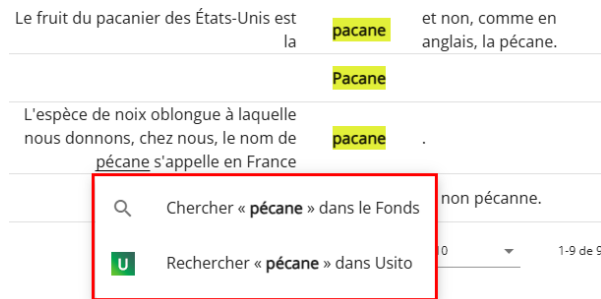 Le fruit du pacanier des États-Unis est la pacane et non, comme en anglais, la pécane.
Pacane
L'espèce de noix oblongue à laquelle
nous donnons, chez nous, le nom de
pécane s'appelle en France pacane .
non pécanne.
Chercher « pécane » dans le Fonds
U Rechercher « pécane » dans Usito
10 1-9 de 9